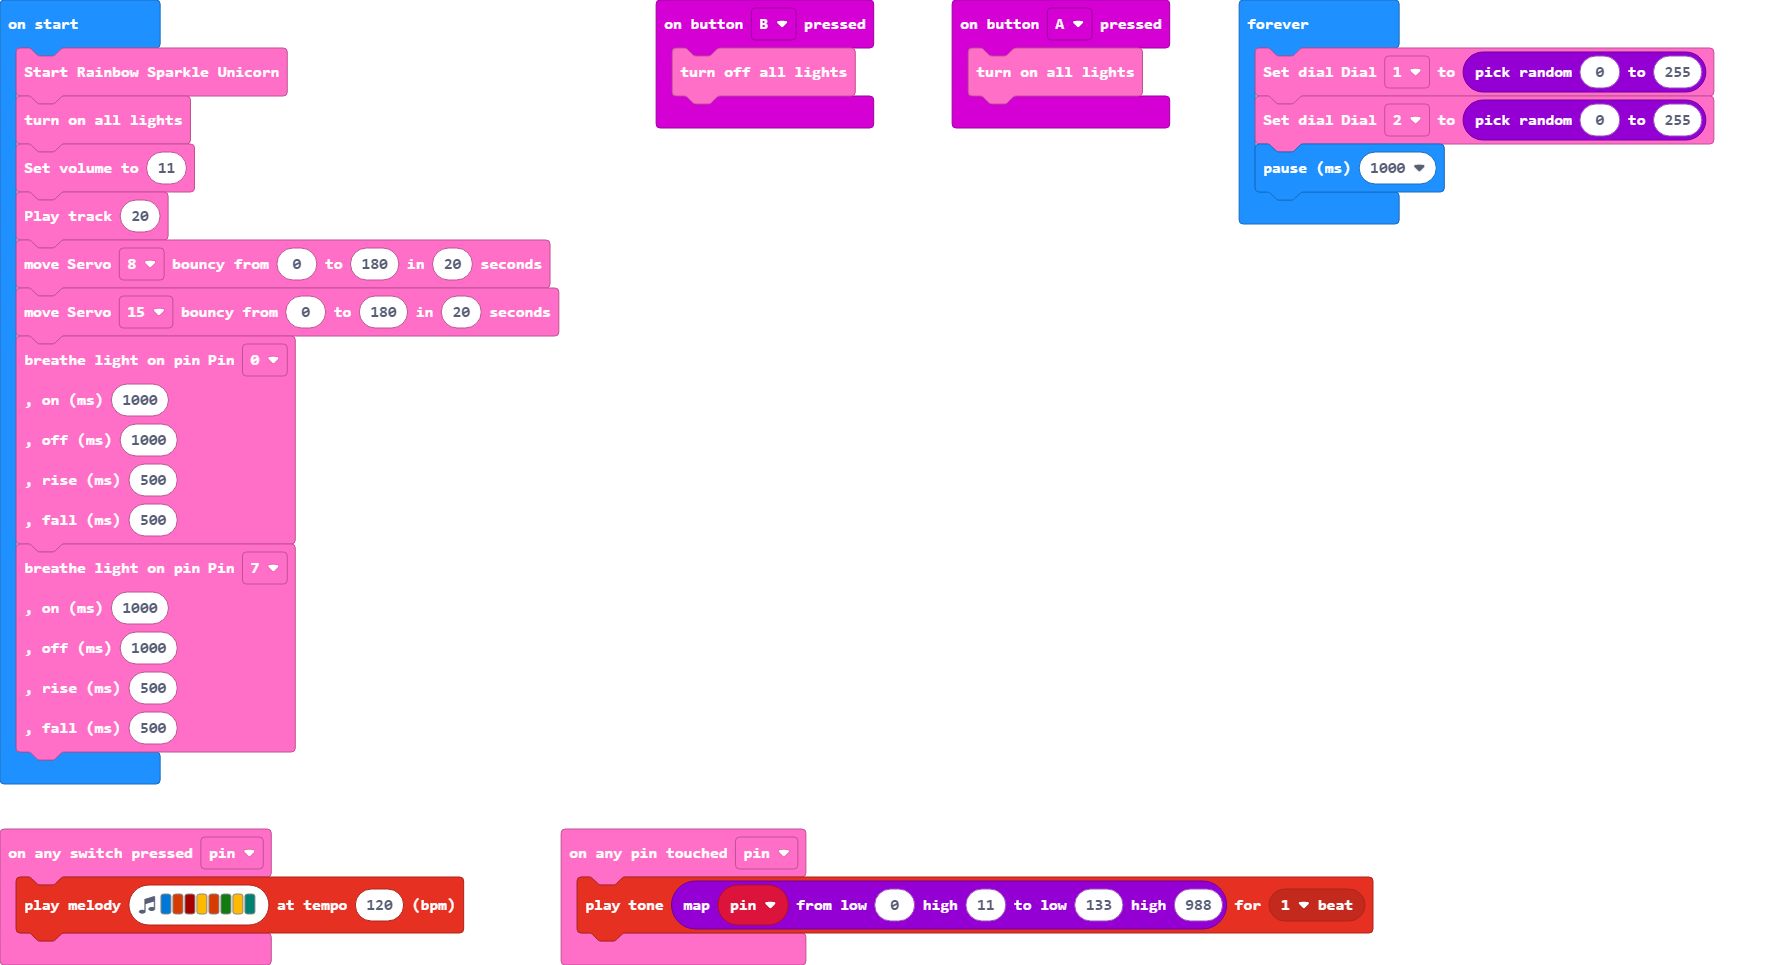 on start
Start Rainbow Sparkle Unicorn
turn on all lights
Set volume to 11
Play track 20
move Servo 8 bouncy from 0 to 180 in 20 seconds
move Servo 15 bouncy from 0 to 180 in 20 seconds
breathe light on pin Pin 0
, on (ms) 1000
, off (ms) 1000
, rise (ms) 500
, fall (ms) 500
breathe light on pin Pin 7
, on (ms) 1000
, off (ms) 1000
, rise (ms) 500
, fall (ms) 500
on button B pressed
turn off all lights
on button A pressed
turn on all lights
forever
Set dial Dial 1 to pick random 0 to 255
Set dial Dial 2 to pick random 0 to 255
pause (ms) 1000
on any switch pressed pin
play melody at tempo 120 (bpm)
on any pin touched pin
play tone map pin from low 0 high 11 to low 133 high 988 for 1 beat